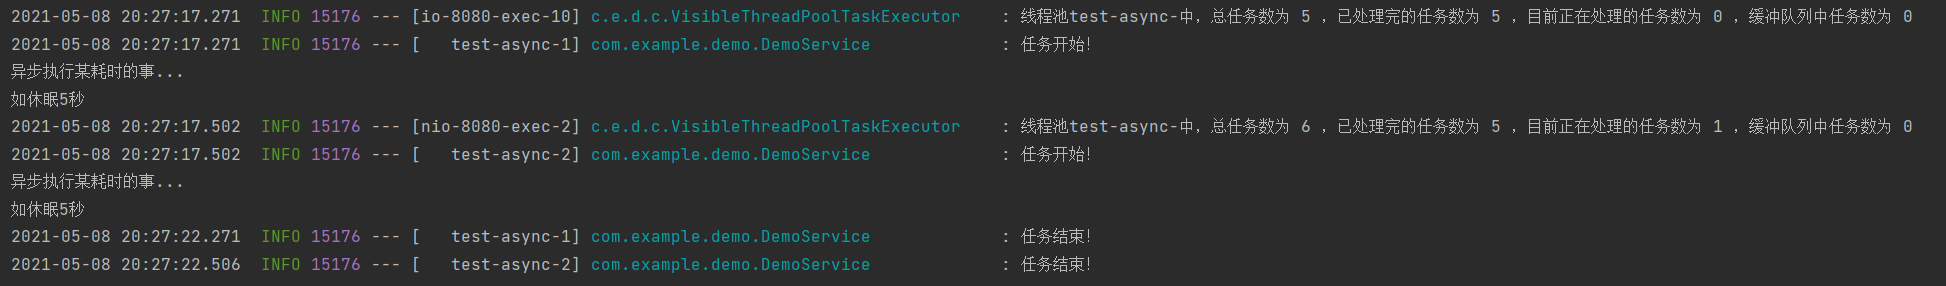 2021-05-08 20:27:17.271  INFO 15176 --- [io-8080-exec-10] c.e.d.c.VisibleThreadPoolTaskExecutor    : 线程池test-async-中，总任务数为 5 ，已处理完的任务数为 5 ，目前正在处理的任务数为 0 ，缓冲队列中任务数为 0
2021-05-08 20:27:17.271  INFO 15176 --- [   test-async-1] com.example.demo.DemoService             : 任务开始！
异步执行某耗时的事...
如休眠5秒
2021-05-08 20:27:17.502  INFO 15176 --- [nio-8080-exec-2] c.e.d.c.VisibleThreadPoolTaskExecutor    : 线程池test-async-中，总任务数为 6 ，已处理完的任务数为 5 ，目前正在处理的任务数为 1 ，缓冲队列中任务数为 0
2021-05-08 20:27:17.502  INFO 15176 --- [   test-async-2] com.example.demo.DemoService             : 任务开始！
异步执行某耗时的事...
如休眠5秒
2021-05-08 20:27:22.271  INFO 15176 --- [   test-async-1] com.example.demo.DemoService             : 任务结束！
2021-05-08 20:27:22.506  INFO 15176 --- [   test-async-2] com.example.demo.DemoService             : 任务结束！